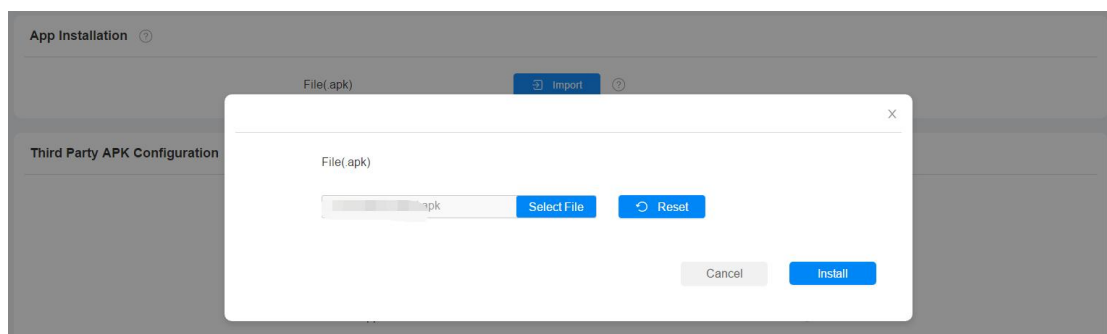 App Installation
File(.apk)
Import
Third Party APK Configuration
File(.apk)
.apk
Select File
Reset
Cancel
Install